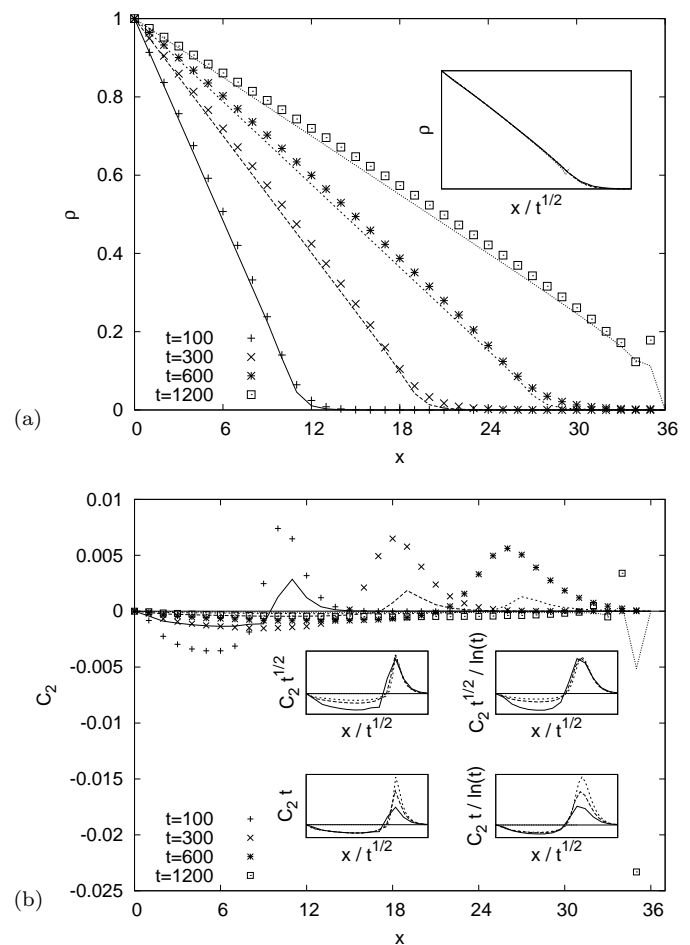 1
0.8
0.6
0.4
0.2
0
ρ
ρ
x / t^{1/2}
t=100
t=300
t=600
t=1200
0 6 12 18 24 30 36
x
(a)
0.01
0.005
0
-0.005
-0.01
-0.015
-0.02
-0.025
C_2
C_2 t^{1/2}
x / t^{1/2}
C_2 t^{1/2} / ln(t)
x / t^{1/2}
C_2 t
x / t^{1/2}
C_2 t / ln(t)
x / t^{1/2}
t=100
t=300
t=600
t=1200
0 6 12 18 24 30 36
x
(b)